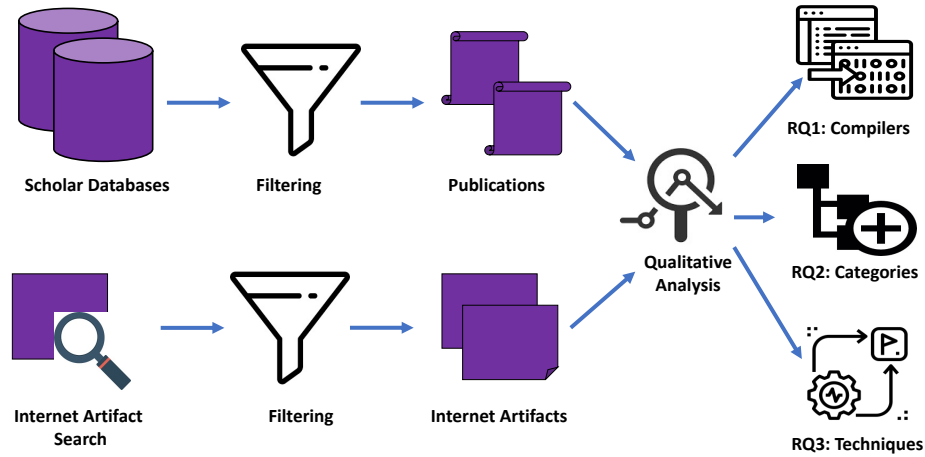 Scholar Databases
Filtering
Publications
RQ1: Compilers
Qualitative
Analysis
RQ2: Categories
Internet Artifact
Search
Filtering
Internet Artifacts
RQ3: Techniques